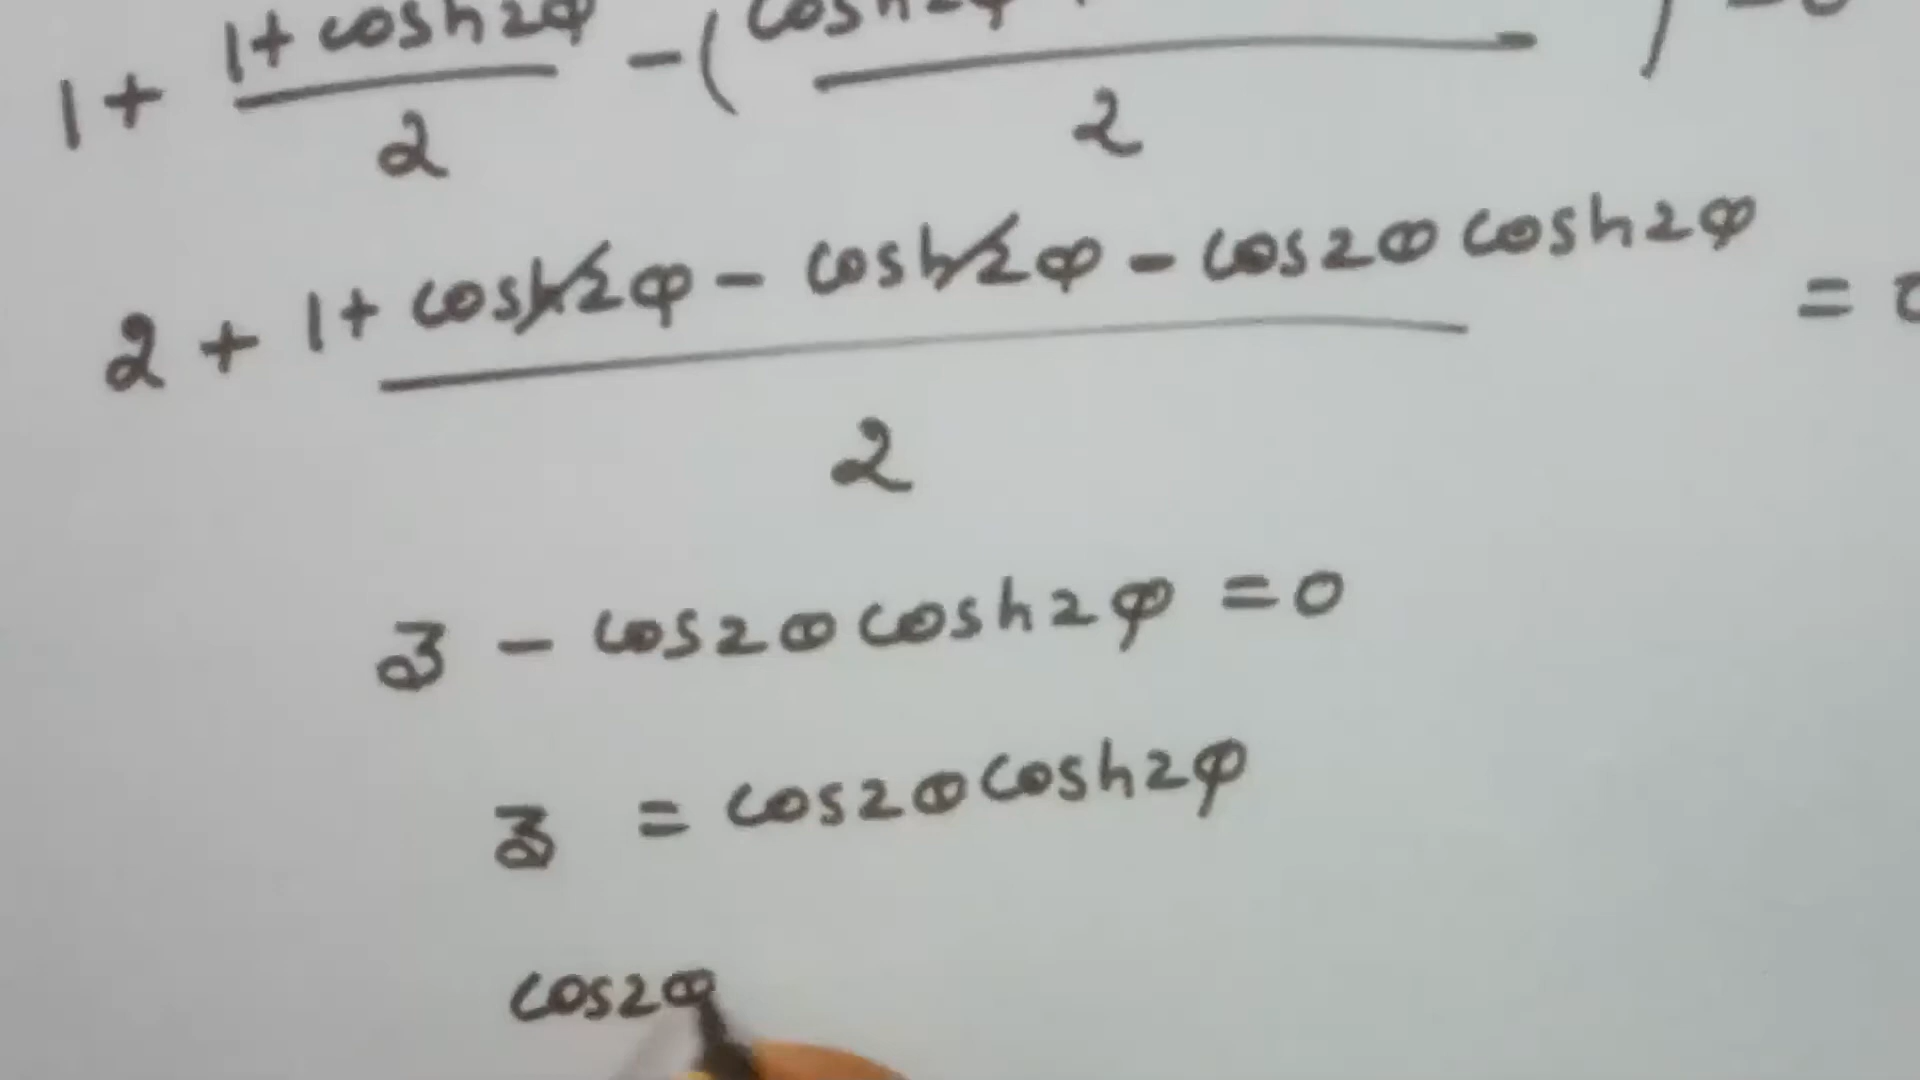 1 + 1 + cosh2φ / 2 - ( cosh2φ / 2 )
2 + 1 + cosh2φ - cosh2φ - cos2θ cosh2φ / 2 = 0
3 - cos2θ cosh2φ = 0
3 = cos2θ cosh2φ
cos2θ